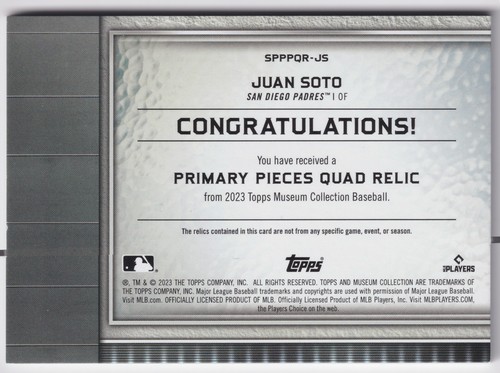 SPPPQR-JS
JUAN SOTO
SAN DIEGO PADRES™ I OF
CONGRATULATIONS!
You have received a
PRIMARY PIECES QUAD RELIC
from 2023 Topps Museum Collection Baseball.
The relics contained in this card are not from any specific game, event, or season.
Topps
PLAYERS
®, TM & © 2023 THE TOPPS COMPANY, INC. ALL RIGHTS RESERVED. TOPPS AND MUSEUM COLLECTION ARE TRADEMARKS OF
THE TOPPS COMPANY, INC. Major League Baseball trademarks and copyrights are used with permission of Major League Baseball.
Visit MLB.com. OFFICIALLY LICENSED PRODUCT OF MLB. Officially Licensed Product of MLB Players, Inc. Visit MLBPLAYERS.COM,
the Players Choice on the web.